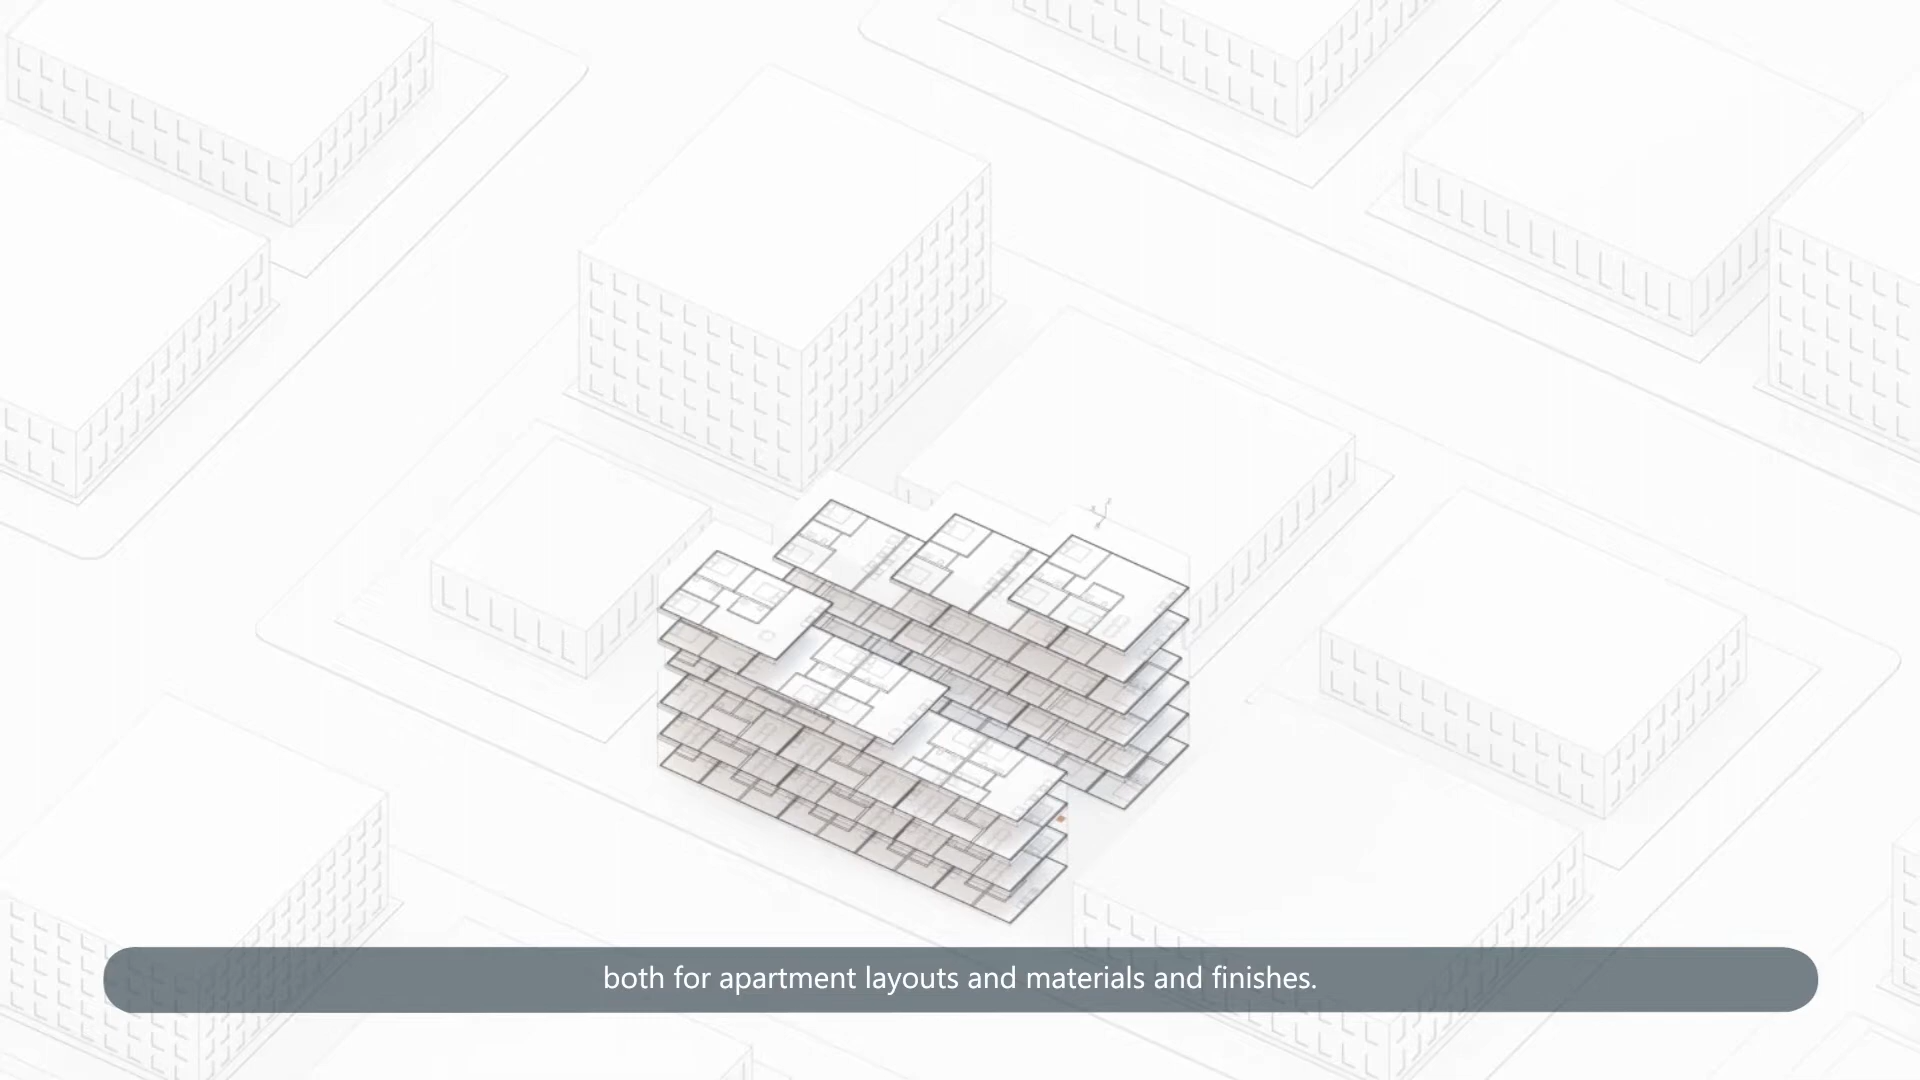 both for apartment layouts and materials and finishes.